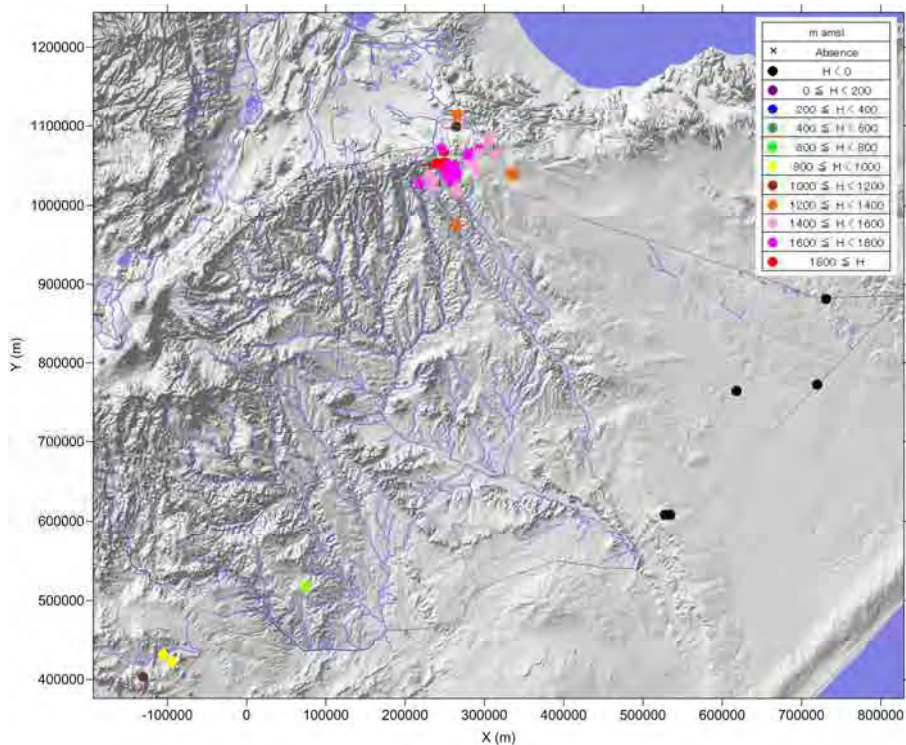 m amsl
× Absence
H < 0
0 ≦ H < 200
200 ≦ H < 400
400 ≦ H < 600
600 ≦ H < 800
800 ≦ H < 1000
1000 ≦ H < 1200
1200 ≦ H < 1400
1400 ≦ H < 1600
1600 ≦ H < 1800
1800 ≦ H
1200000
1100000
1000000
900000
800000
700000
600000
500000
400000
Y (m)
-100000 0 100000 200000 300000 400000 500000 600000 700000 800000
X (m)